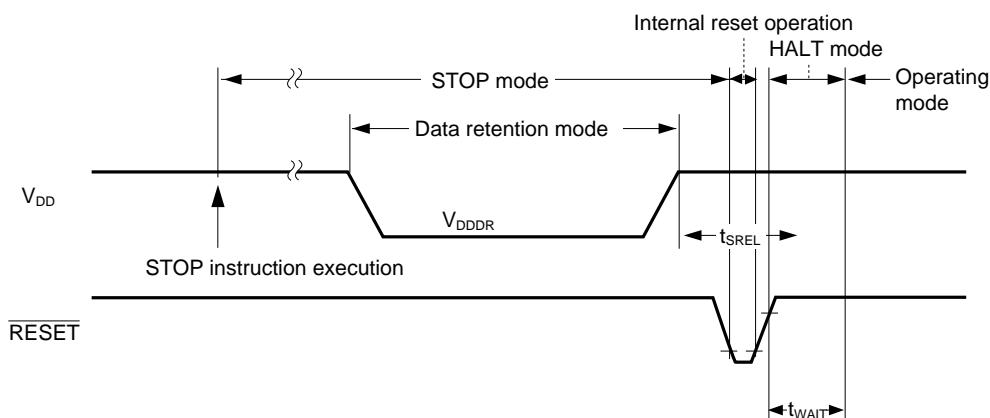 Internal reset operation
HALT mode
STOP mode
Operating
mode
Data retention mode
VDD
VDDDR
tSREL
STOP instruction execution
RESET
tWAIT